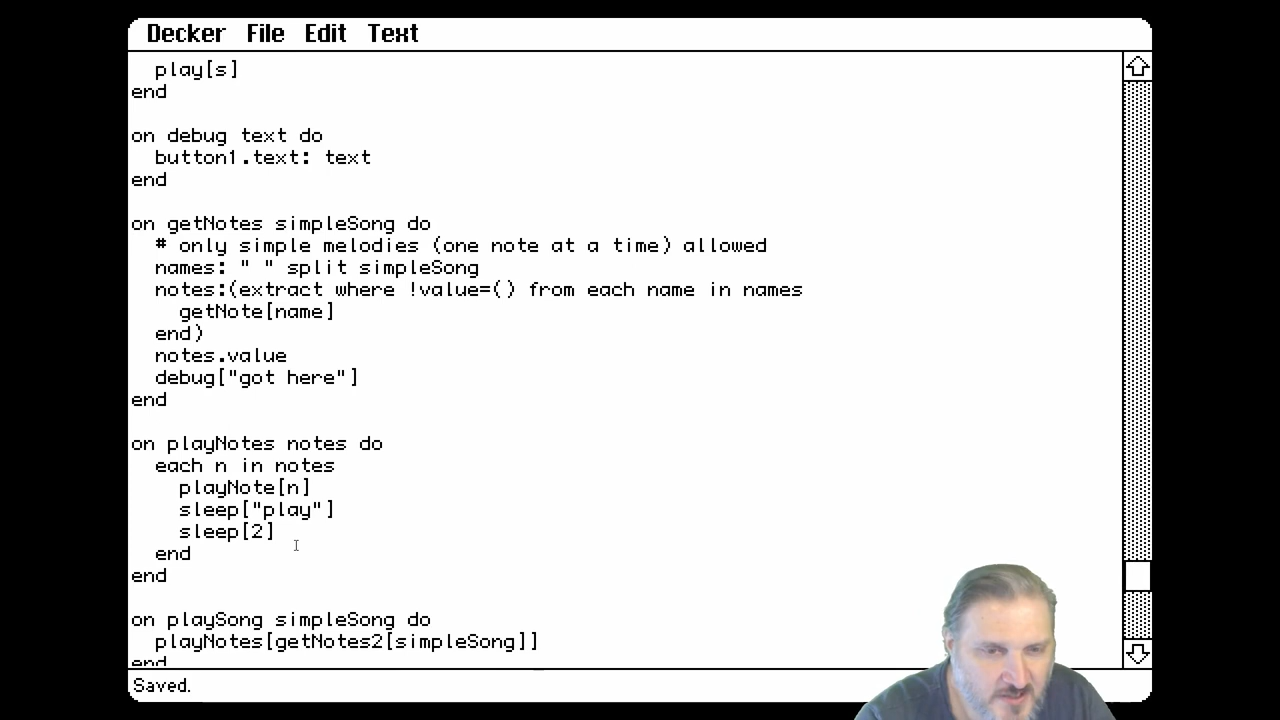 Decker File Edit Text
play[s]
end
on debug text do
button1.text: text
end
on getNotes simpleSong do
# only simple melodies (one note at a time) allowed
names: " " split simpleSong
notes:(extract where !value=() from each name in names
getNote[name]
end)
notes.value
debug["got here"]
end
on playNotes notes do
each n in notes
playNote[n]
sleep["play"]
sleep[2]
end
end
on playSong simpleSong do
playNotes[getNotes2[simpleSong]]
end
Saved.